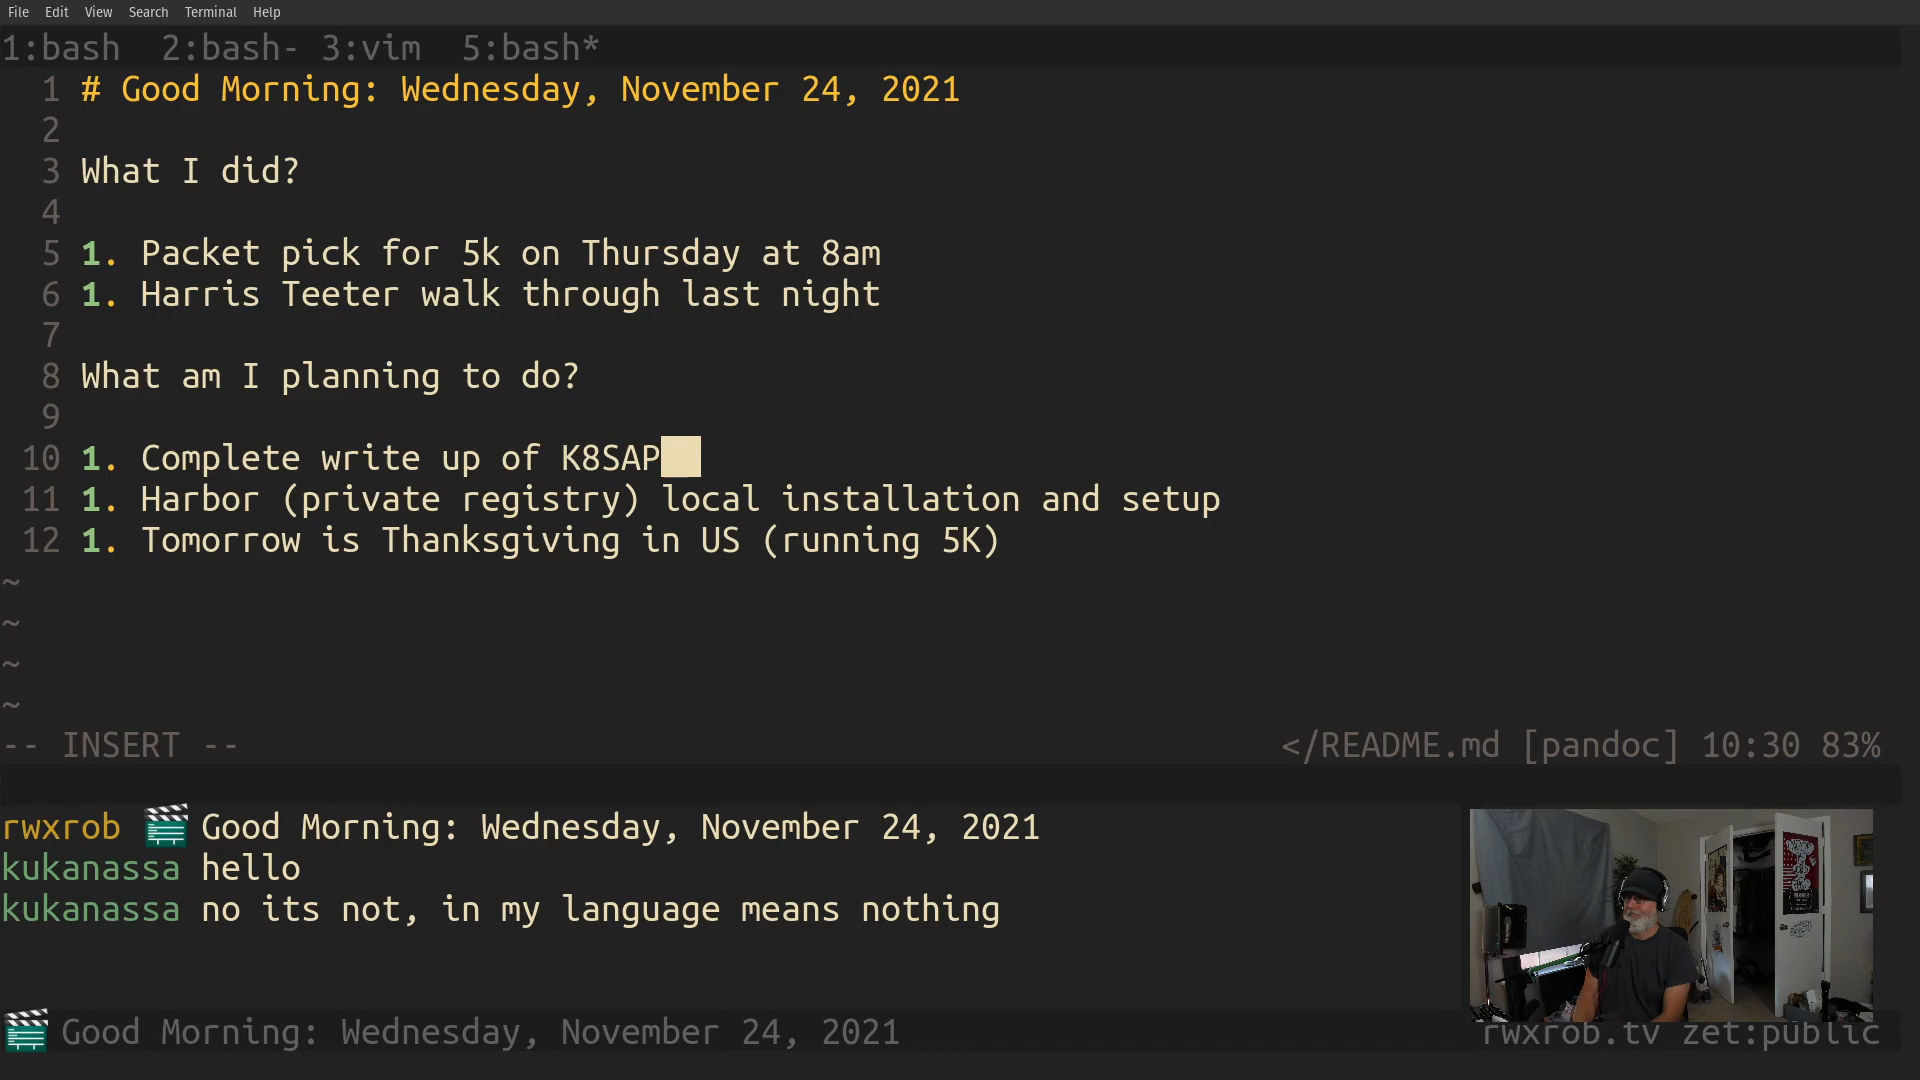 File Edit View Search Terminal Help
1:bash 2:bash- 3:vim 5:bash*
1 # Good Morning: Wednesday, November 24, 2021
2
3 What I did?
4
5 1. Packet pick for 5k on Thursday at 8am
6 1. Harris Teeter walk through last night
7
8 What am I planning to do?
9
10 1. Complete write up of K8SAP
11 1. Harbor (private registry) local installation and setup
12 1. Tomorrow is Thanksgiving in US (running 5K)
~
~
~
~
-- INSERT -- </README.md [pandoc] 10:30 83%
rwxrob 🎬 Good Morning: Wednesday, November 24, 2021
kukanassa hello
kukanassa no its not, in my language means nothing
🎬 Good Morning: Wednesday, November 24, 2021 rwxrob.tv zet:public